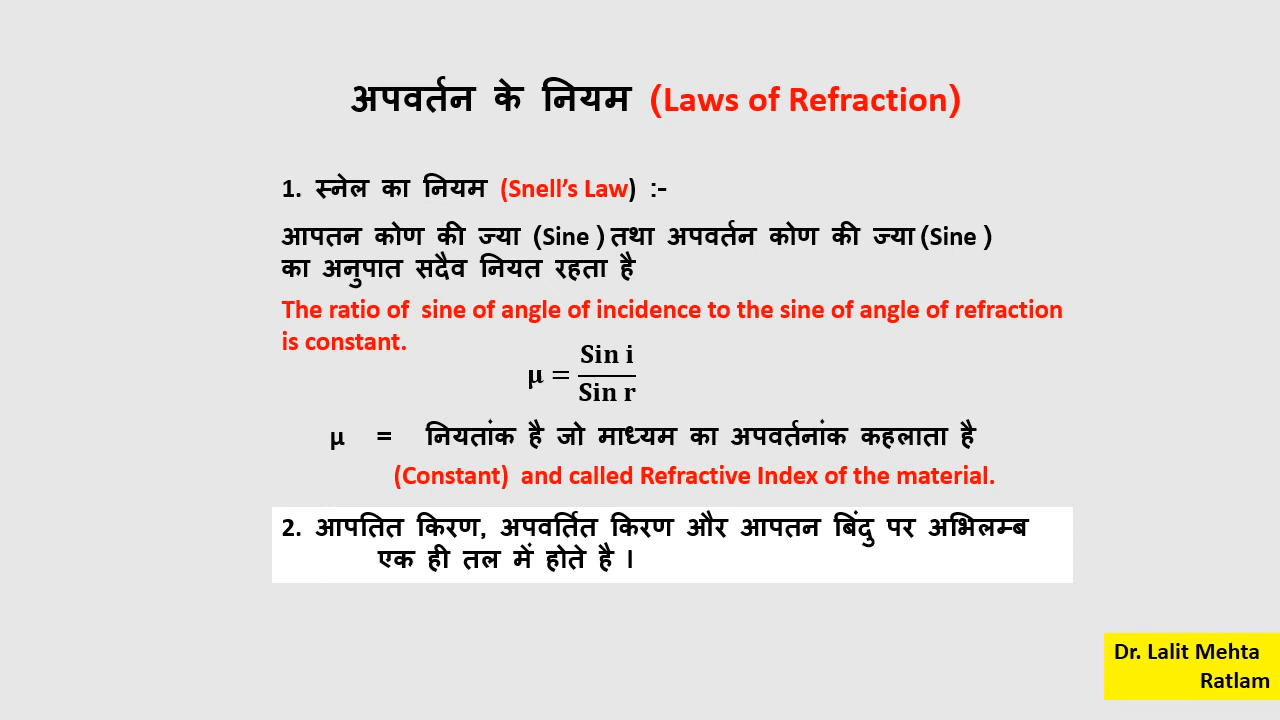 अपवर्तन के नियम (Laws of Refraction)
1. स्नेल का नियम (Snell's Law) :-
आपतन कोण की ज्या (Sine ) तथा अपवर्तन कोण की ज्या (Sine )
का अनुपात सदैव नियत रहता है
The ratio of sine of angle of incidence to the sine of angle of refraction
is constant.
μ = Sin i / Sin r
μ = नियतांक है जो माध्यम का अपवर्तनांक कहलाता है
(Constant) and called Refractive Index of the material.
2. आपतित किरण, अपवर्तित किरण और आपतन बिंदु पर अभिलम्ब
एक ही तल में होते है ।
Dr. Lalit Mehta
Ratlam